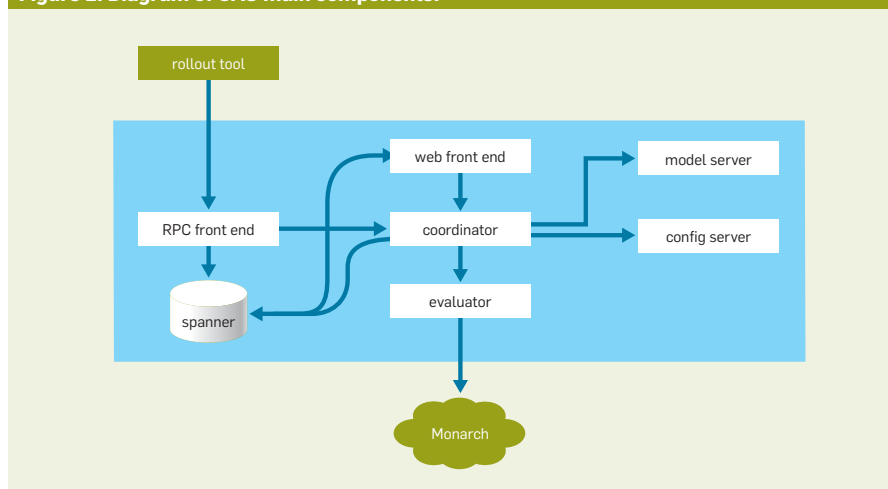 rollout tool
web front end
model server
RPC front end
coordinator
config server
spanner
evaluator
Monarch